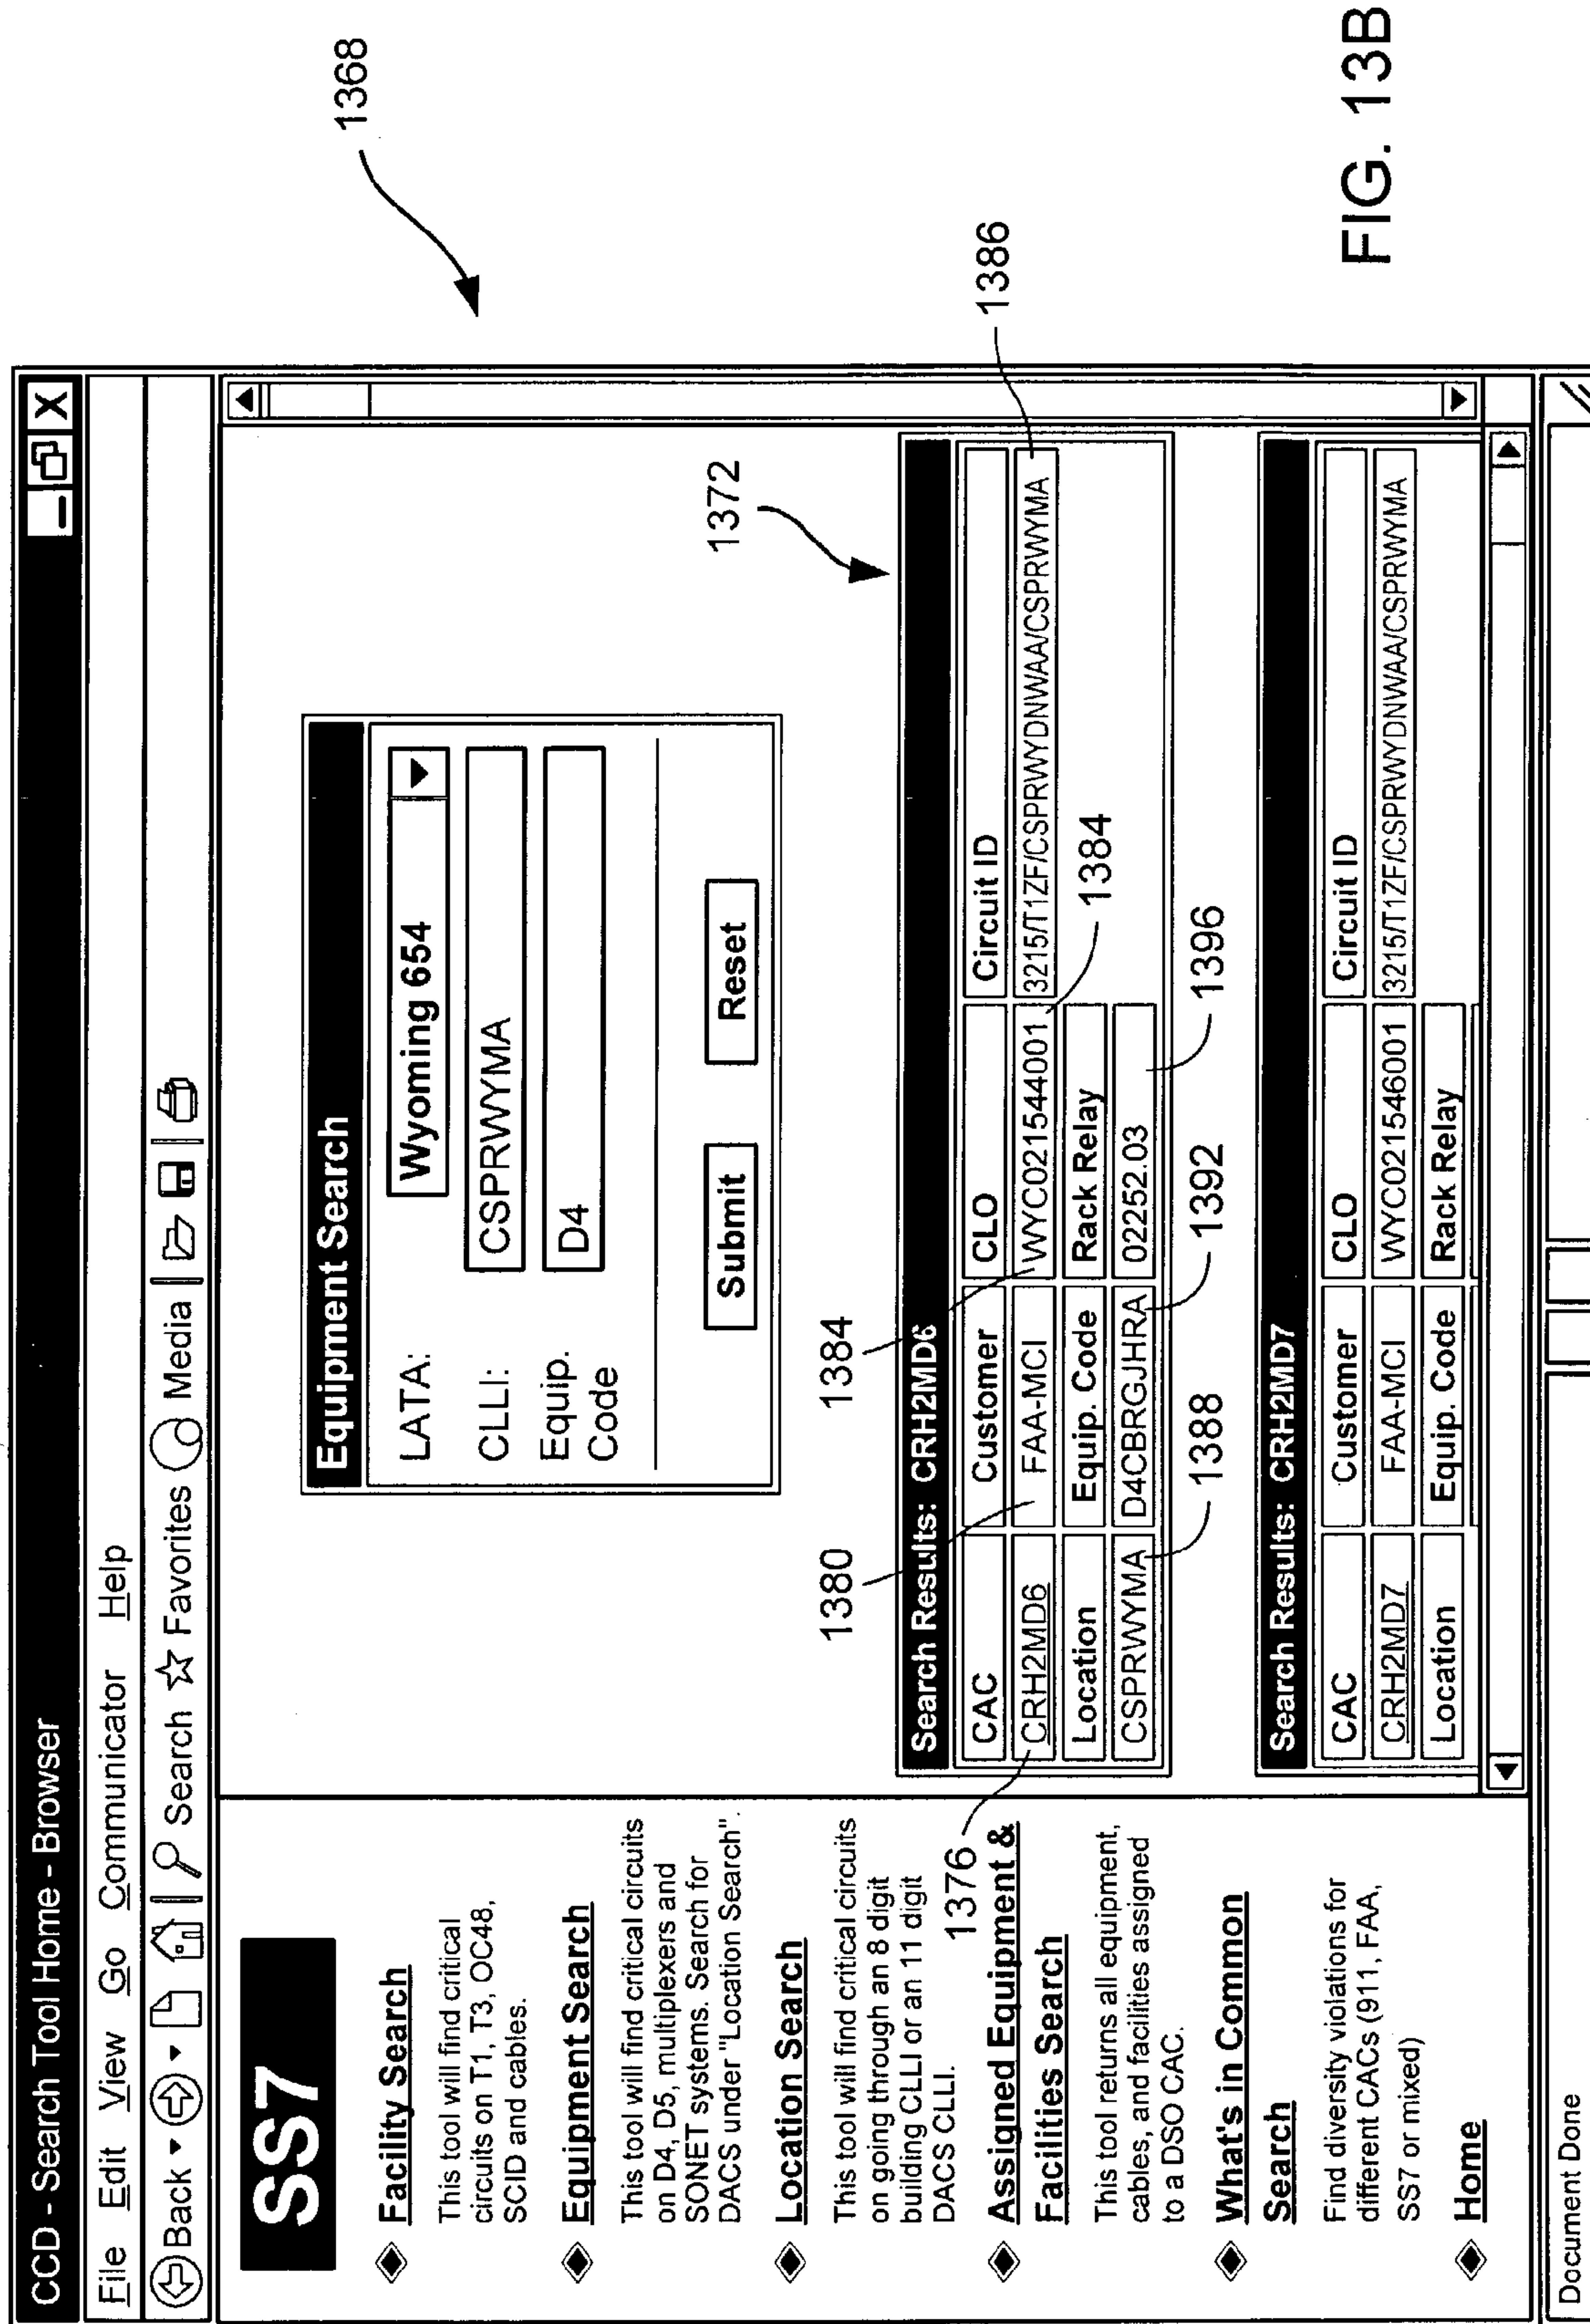 CCD - Search Tool Home - Browser
_ X
File Edit View Go Communicator Help
Back Search Favorites Media
SS7
Facility Search
This tool will find critical
circuits on T1, T3, OC48,
SCID and cables.
Equipment Search
This tool will find critical circuits
on D4, D5, multiplexers and
SONET systems. Search for
DACS under "Location Search".
Location Search
This tool will find critical circuits
on going through an 8 digit
building CLLI or an 11 digit
DACS CLLI.
1376
Assigned Equipment &
Facilities Search
This tool returns all equipment,
cables, and facilities assigned
to a DSO CAC.
What's in Common
Search
Find diversity violations for
different CACs (911, FAA,
SS7 or mixed)
Home
Equipment Search
LATA: Wyoming 654
CLLI: CSPRWYMA
Equip. D4
Code
Submit Reset
1380 1384 1372
Search Results: CRH2MD6
CAC Customer CLO Circuit ID
CRH2MD6 FAA-MCI WYC021544001 3215/T1ZF/CSPRWYDNWAA/CSPRWYMA
Location Equip. Code Rack Relay 1384
CSPRWYMA D4CBRGJHRA 02252.03
1388 1392 1396
Search Results: CRH2MD7
CAC Customer CLO Circuit ID
CRH2MD7 FAA-MCI WYC021546001 3215/T1ZF/CSPRWYDNWAA/CSPRWYMA
Location Equip. Code Rack Relay
Document Done
1368
1386
FIG. 13B